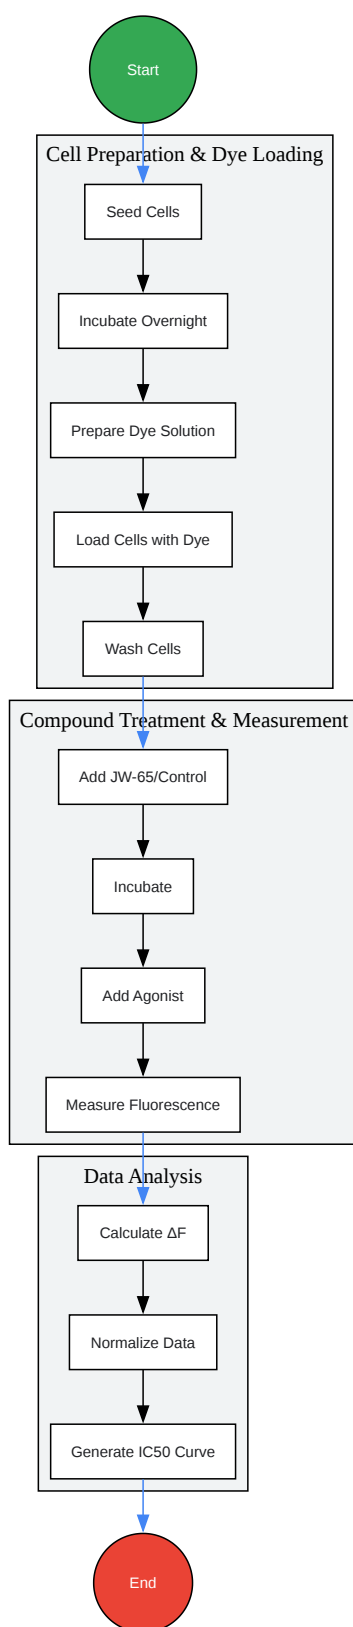 Start
Cell Preparation & Dye Loading
Seed Cells
Incubate Overnight
Prepare Dye Solution
Load Cells with Dye
Wash Cells
Compound Treatment & Measurement
Add JW-65/Control
Incubate
Add Agonist
Measure Fluorescence
Data Analysis
Calculate ΔF
Normalize Data
Generate IC50 Curve
End